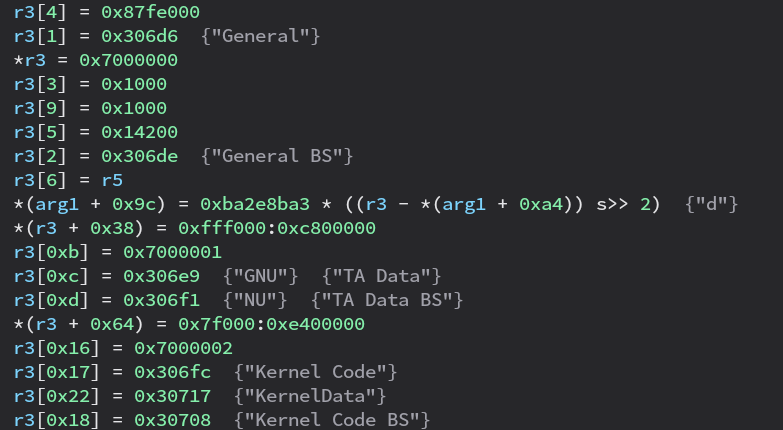 r3[4] = 0x87fe000
r3[1] = 0x306d6  {"General"}
*r3 = 0x7000000
r3[3] = 0x1000
r3[9] = 0x1000
r3[5] = 0x14200
r3[2] = 0x306de  {"General BS"}
r3[6] = r5
*(arg1 + 0x9c) = 0xba2e8ba3 * ((r3 - *(arg1 + 0xa4)) s>> 2)  {"d"}
*(r3 + 0x38) = 0xfff000:0xc800000
r3[0xb] = 0x7000001
r3[0xc] = 0x306e9  {"GNU"}  {"TA Data"}
r3[0xd] = 0x306f1  {"NU"}  {"TA Data BS"}
*(r3 + 0x64) = 0x7f000:0xe400000
r3[0x16] = 0x7000002
r3[0x17] = 0x306fc  {"Kernel Code"}
r3[0x22] = 0x30717  {"KernelData"}
r3[0x18] = 0x30708  {"Kernel Code BS"}